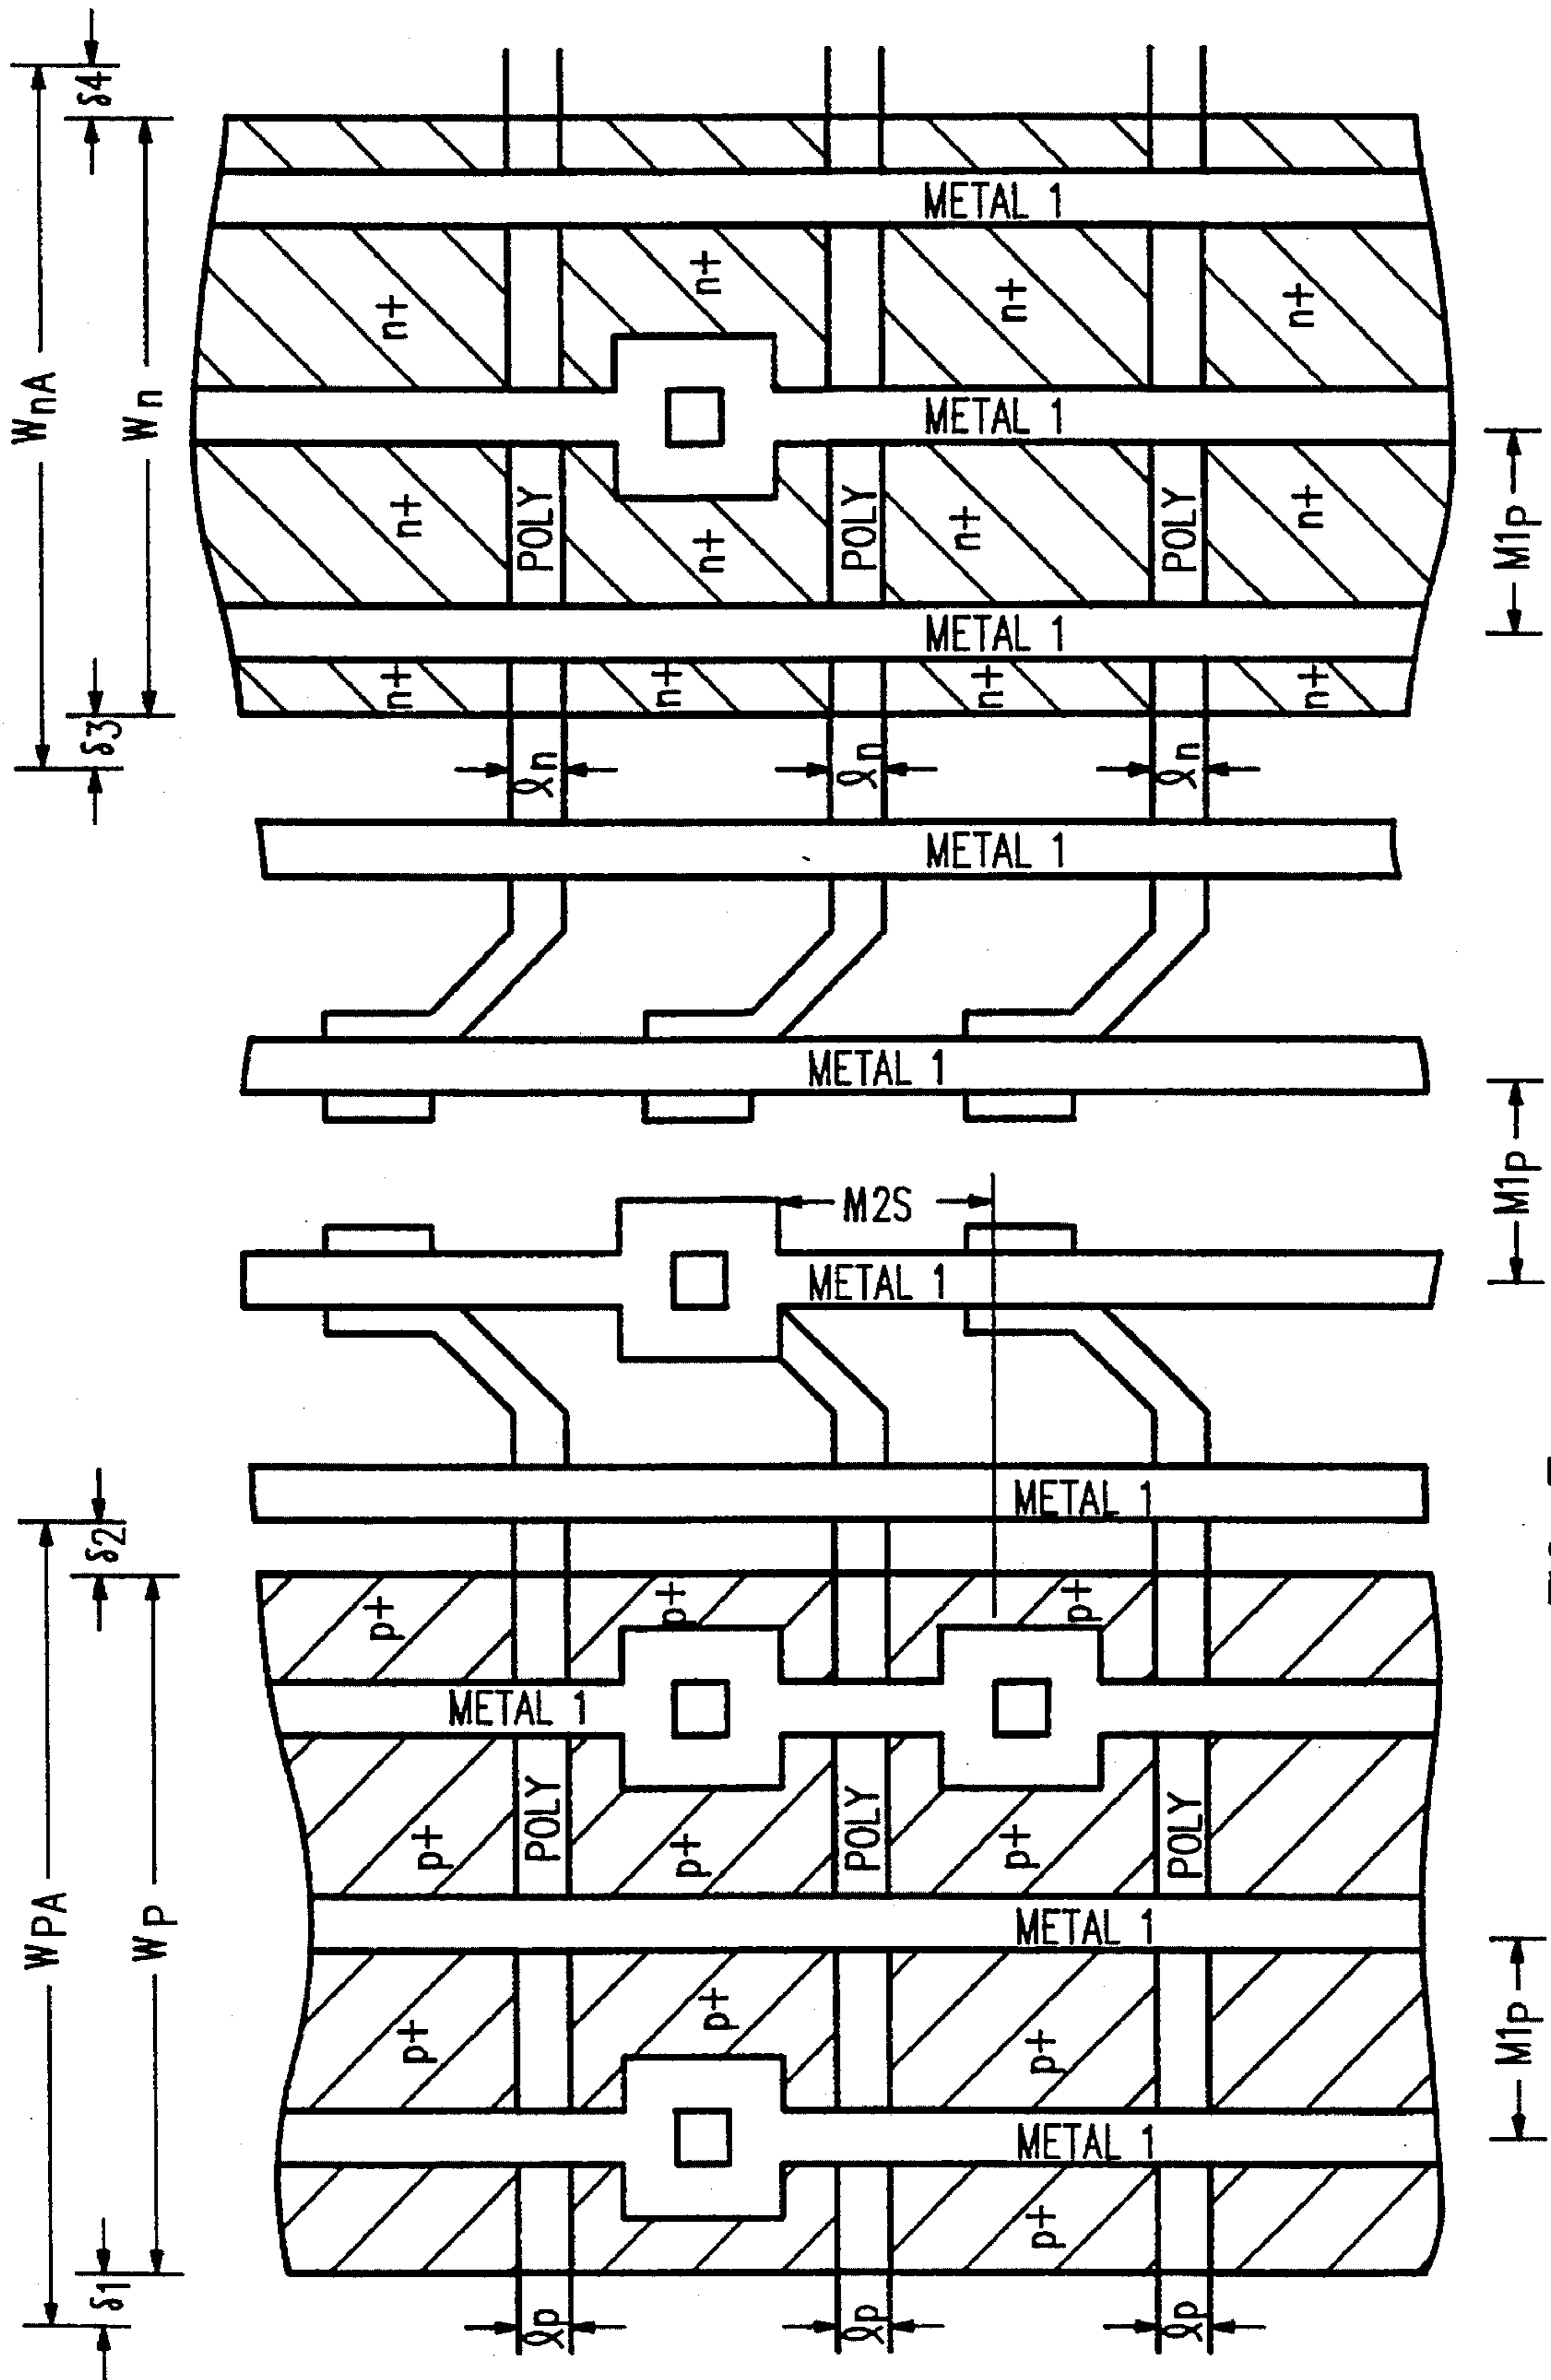 WPA
WnA
WP
Wn
δ1
δ2
δ3
δ4
p+
p+
p+
n+
n+
n+
METAL 1
ℓp
POLY
POLY
ℓn
p+
p+
p+
n+
n+
n+
M2S
METAL 1
METAL 1
ℓp
POLY
ℓn
POLY
METAL 1
METAL 1
METAL 1
METAL 1
METAL 1
METAL 1
METAL 1
p+
p+
p+
p+
n+
n+
n+
ℓp
POLY
ℓn
POLY
n+
n+
n+
M1p
M1p
M1p